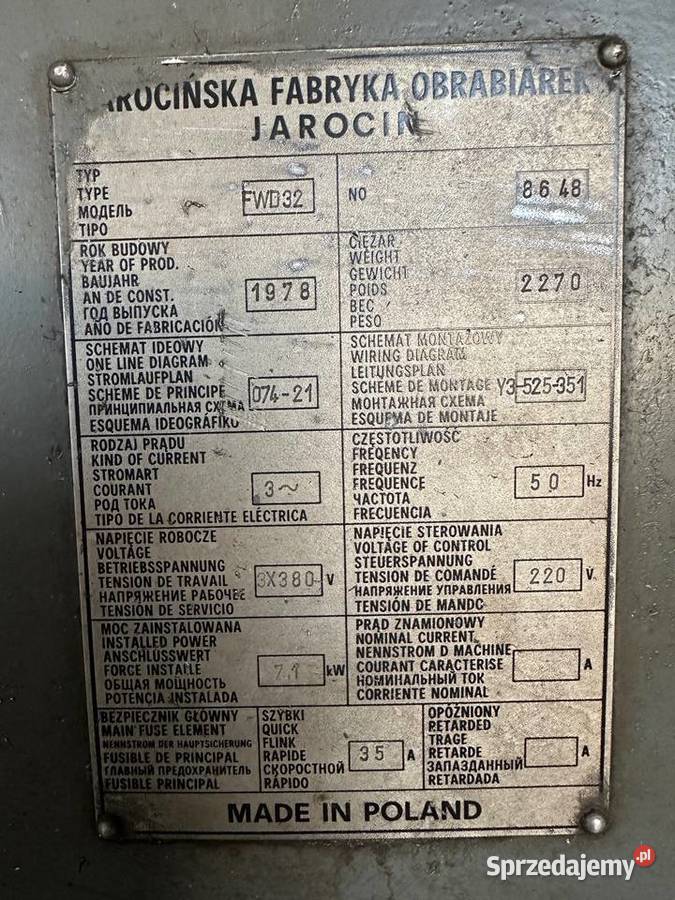 JAROCIŃSKA FABRYKA OBRABIAREK
JAROCIN
TYP
TYPE
МОДЕЛЬ
TIPO
FWD32
NO
8648
ROK BUDOWY
YEAR OF PROD.
BAUJAHR
AN DE CONST.
ГОД ВЫПУСКА
AÑO DE FABRICACIÓN
1978
CIĘŻAR
WEIGHT
GEWICHT
POIDS
ВЕС
PESO
2270
SCHEMAT IDEOWY
ONE LINE DIAGRAM
STROMLAUFPLAN
SCHEME DE PRINCIPE
ПРИНЦИПИАЛЬНАЯ СХЕМА
ESQUEMA IDEOGRÁFIKO
074-21
SCHEMAT MONTAŻOWY
WIRING DIAGRAM
LEITUNGSPLAN
SCHEME DE MONTAGE
МОНТАЖНАЯ СХЕМА
ESQUEMA DE MONTAJE
Y3-525-351
RODZAJ PRĄDU
KIND OF CURRENT
STROMART
COURANT
РОД ТОКА
TIPO DE LA CORRIENTE ELÉCTRICA
3~
CZĘSTOTLIWOŚĆ
FREQENCY
FREQUENZ
FREQUENCE
ЧАСТОТА
FRECUENCIA
50 Hz
NAPIĘCIE ROBOCZE
VOLTAGE
BETRIEBSSPANNUNG
TENSION DE TRAVAIL
НАПРЯЖЕНИЕ РАБОЧЕЕ
TENSIÓN DE SERVICIO
3X380 V
NAPIĘCIE STEROWANIA
VOLTAGE OF CONTROL
STEUERSPANNUNG
TENSION DE COMANDÉ
НАПРЯЖЕНИЕ УПРАВЛЕНИЯ
TENSIÓN DE MANDO
220 V.
MOC ZAINSTALOWANA
INSTALLED POWER
ANSCHLUSSWERT
FORCE INSTALLE
ОБЩАЯ МОЩНОСТЬ
POTENCIA INSTALADA
7,1 kW
PRĄD ZNAMIONOWY
NOMINAL CURRENT
NENNSTROM D MACHINE
COURANT CARACTERISE
НОМИНАЛЬНЫЙ ТОК
CORRIENTE NOMINAL
A
BEZPIECZNIK GŁÓWNY
MAIN FUSE ELEMENT
NENNSTROM DER HAUPTSICHERUNG
FUSIBLE DE PRINCIPAL
ГЛАВНЫЙ ПРЕДОХРАНИТЕЛЬ
FUSIBLE PRINCIPAL
SZYBKI
QUICK
FLINK
RAPIDE
СКОРОСТНОЙ
RÁPIDO
35 A
OPÓŹNIONY
RETARDED
TRAGE
RETARDE
ЗАПАЗДАННЫЙ
RETARDADA
A
MADE IN POLAND
Sprzedajemy.pl